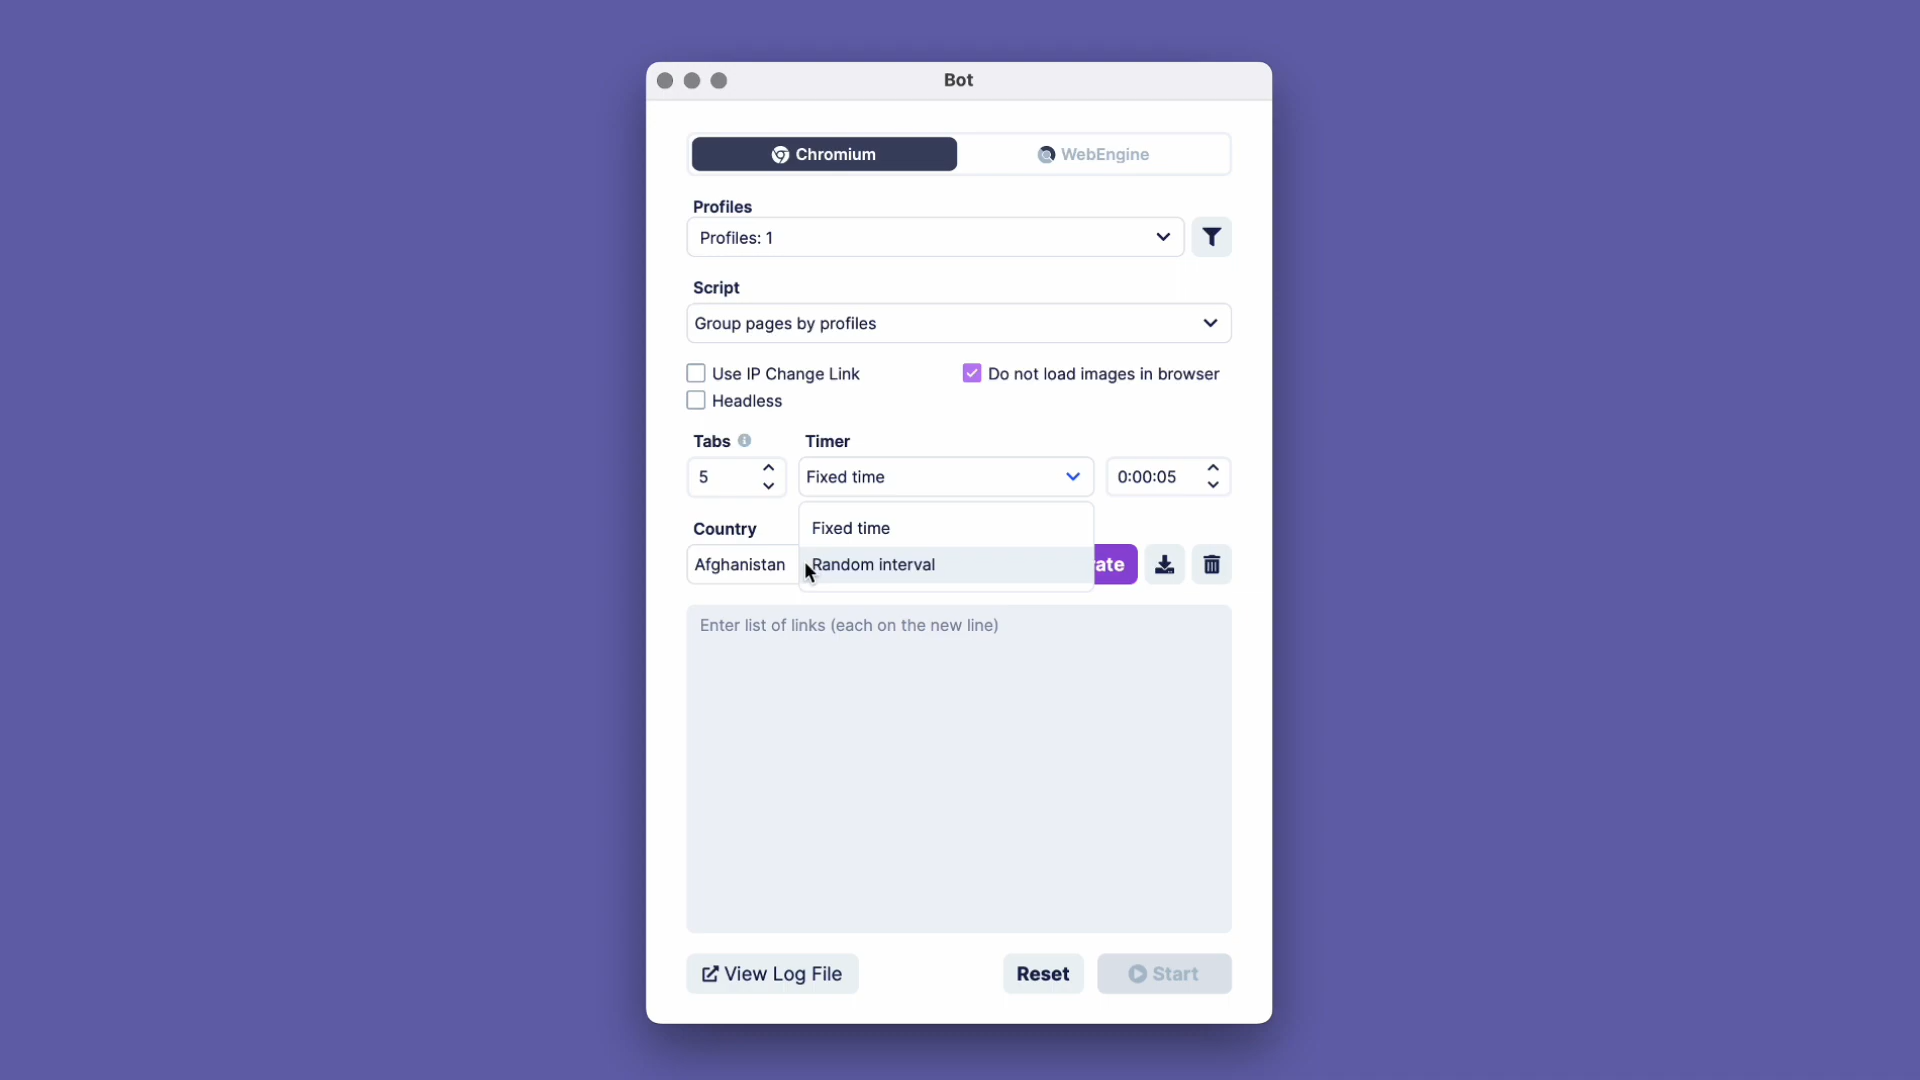 Bot
Chromium
WebEngine
Profiles
Profiles: 1
Script
Group pages by profiles
Use IP Change Link
Do not load images in browser
Headless
Tabs
Timer
5
Fixed time
0:00:05
Fixed time
Country
Afghanistan
Random interval
ate
Enter list of links (each on the new line)
View Log File
Reset
Start